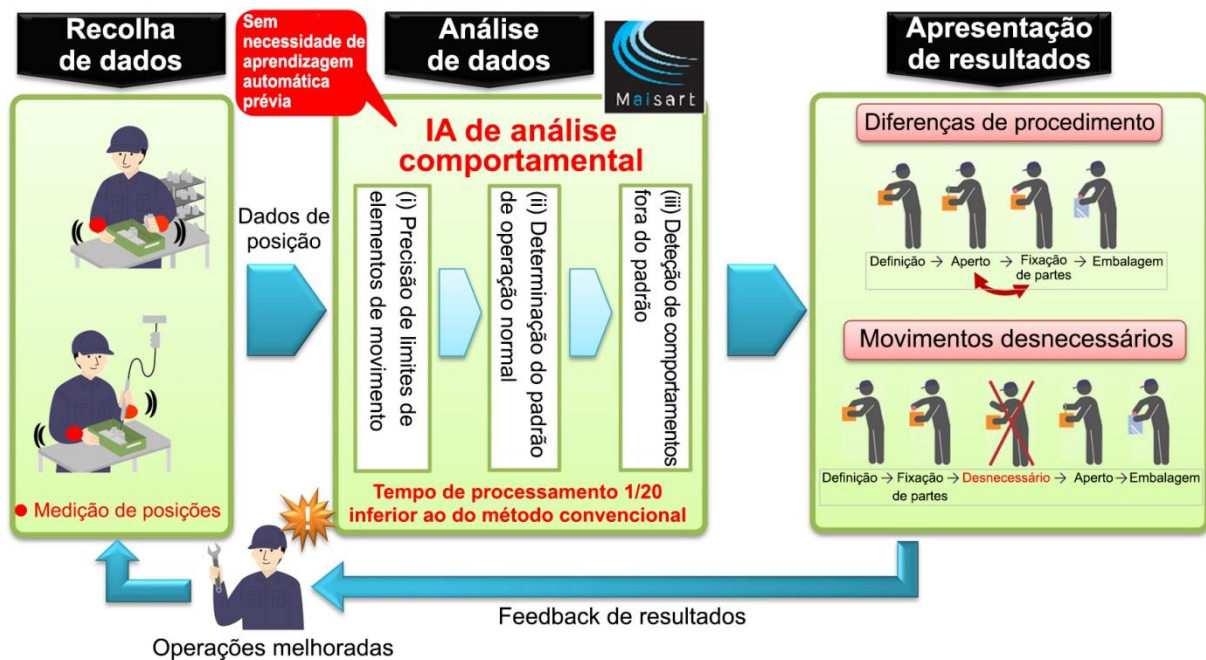 Recolha
de dados
Sem
necessidade de
aprendizagem
automática
prévia
Análise
de dados
Maisart
Apresentação
de resultados
IA de análise
comportamental
Dados de
posição
(i) Precisão de limites de
elementos de movimento
(ii) Determinação do padrão
de operação normal
(iii) Deteção de comportamentos
fora do padrão
Tempo de processamento 1/20
inferior ao do método convencional
Medição de posições
Diferenças de procedimento
Definição → Aperto → Fixação → Embalagem
de partes
Movimentos desnecessários
Definição → Fixação → Desnecessário → Aperto → Embalagem
de partes
!
Feedback de resultados
Operações melhoradas